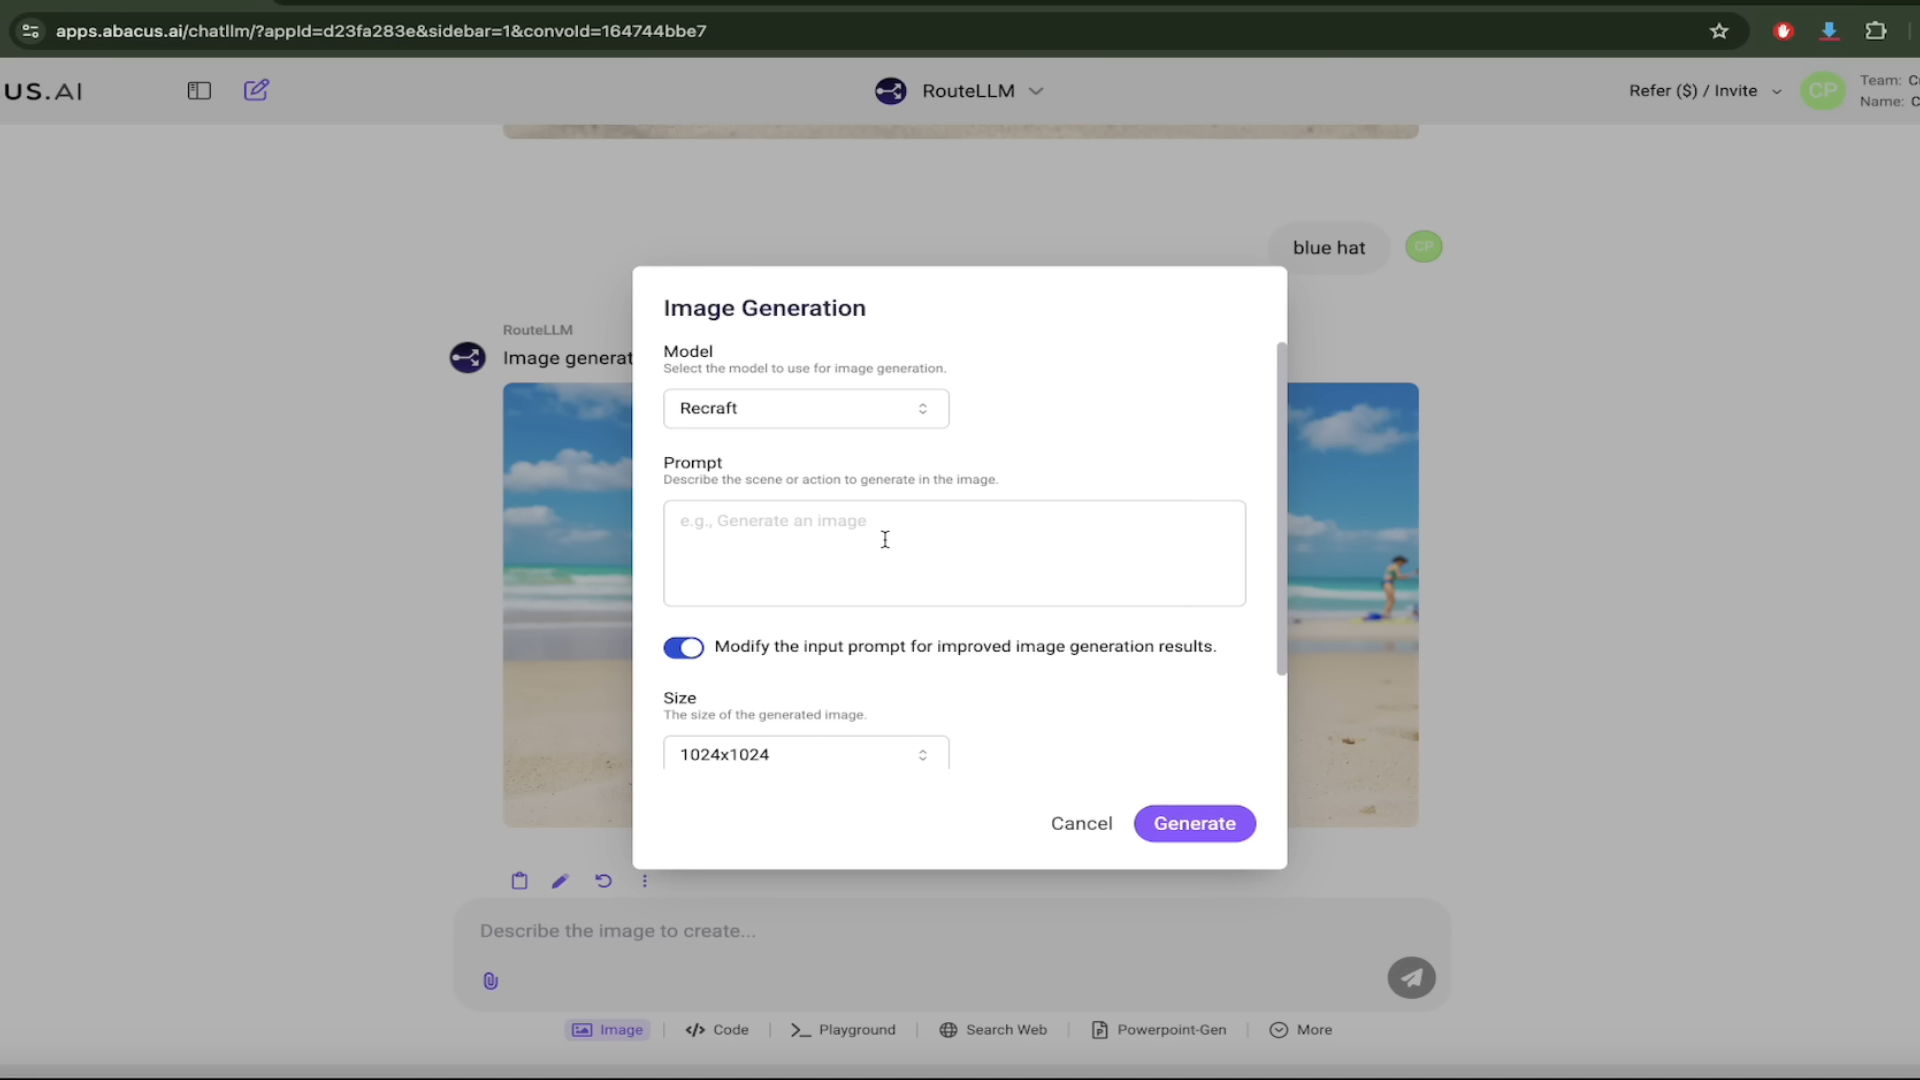 apps.abacus.ai/chatllm/?appId=d23fa283e&sidebar=1&convoId=164744bbe7
US.AI
RouteLLM
Refer ($) / Invite
CP
Team: C
Name: C
blue hat
CP
RouteLLM
Image generat
Image Generation
Model
Select the model to use for image generation.
Recraft
Prompt
Describe the scene or action to generate in the image.
e.g., Generate an image
Modify the input prompt for improved image generation results.
Size
The size of the generated image.
1024x1024
Cancel
Generate
Describe the image to create...
Image
Code
Playground
Search Web
Powerpoint-Gen
More